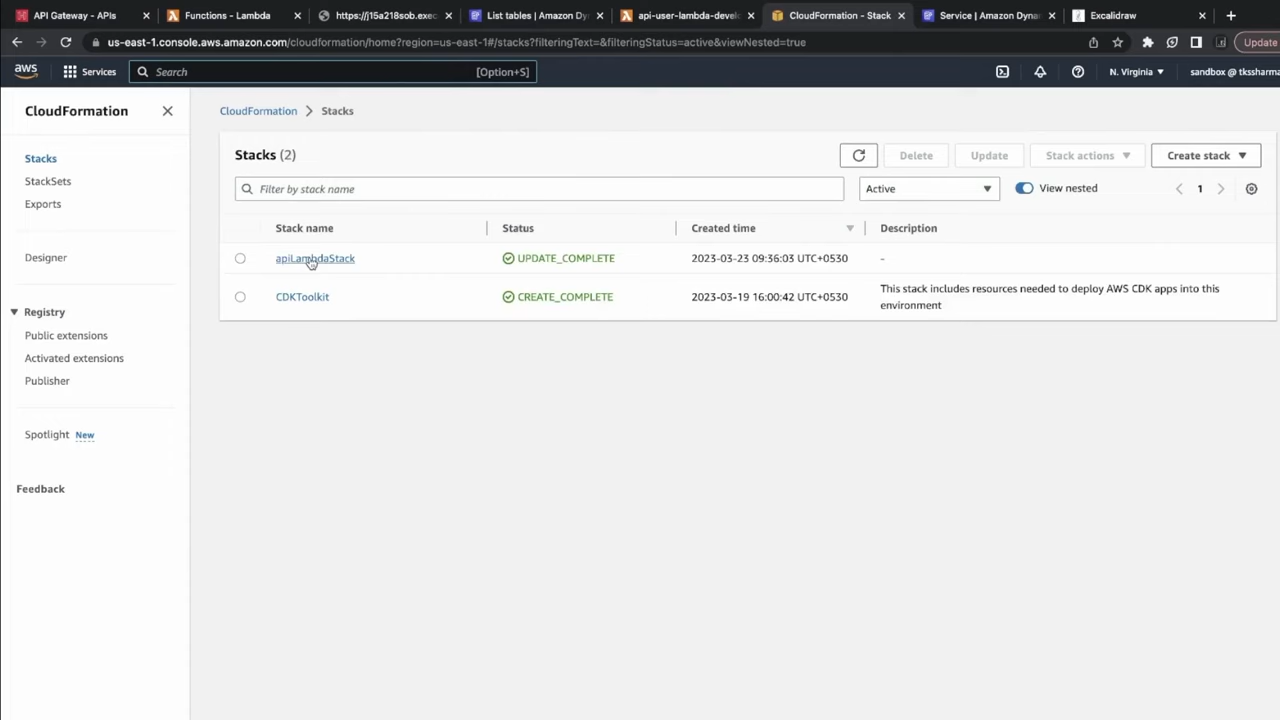 API Gateway - APIs
Functions - Lambda
https://j15a218sob.exec
List tables | Amazon Dyna
api-user-lambda-develo
CloudFormation - Stack
Service | Amazon Dynam
Excalidraw
us-east-1.console.aws.amazon.com/cloudformation/home?region=us-east-1#/stacks?filteringText=&filteringStatus=active&viewNested=true
Update
aws
Services
Search
[Option+S]
N. Virginia
sandbox @ tkssharma
CloudFormation
Stacks
StackSets
Exports
Designer
Registry
Public extensions
Activated extensions
Publisher
Spotlight New
Feedback
CloudFormation > Stacks
Stacks (2)
Delete
Update
Stack actions
Create stack
Filter by stack name
Active
View nested
1
Stack name
Status
Created time
Description
apiLambdaStack
UPDATE_COMPLETE
2023-03-23 09:36:03 UTC+0530
-
CDKToolkit
CREATE_COMPLETE
2023-03-19 16:00:42 UTC+0530
This stack includes resources needed to deploy AWS CDK apps into this
environment